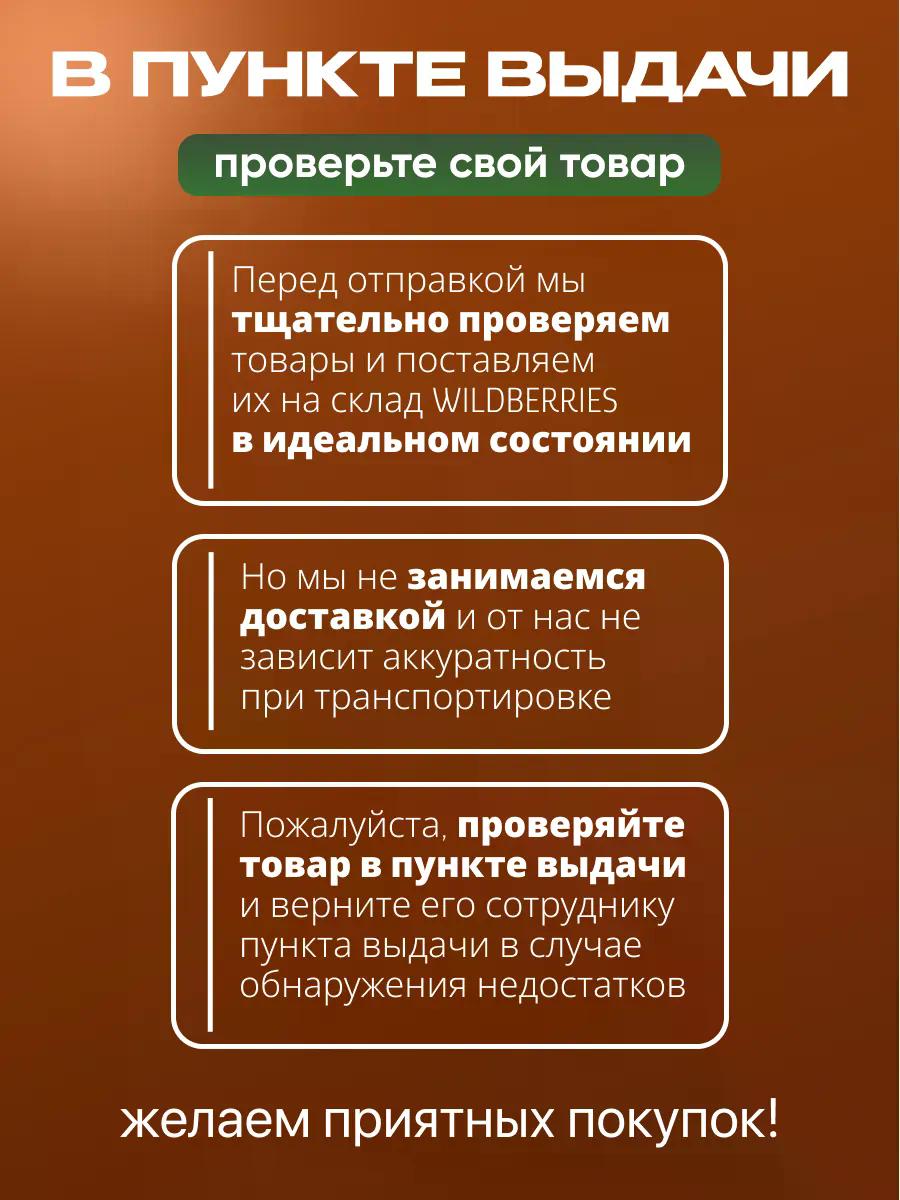 В ПУНКТЕ ВЫДАЧИ
проверьте свой товар
Перед отправкой мы
тщательно проверяем
товары и поставляем
их на склад WILDBERRIES
в идеальном состоянии
Но мы не занимаемся
доставкой и от нас не
зависит аккуратность
при транспортировке
Пожалуйста, проверяйте
товар в пункте выдачи
и верните его сотруднику
пункта выдачи в случае
обнаружения недостатков
желаем приятных покупок!